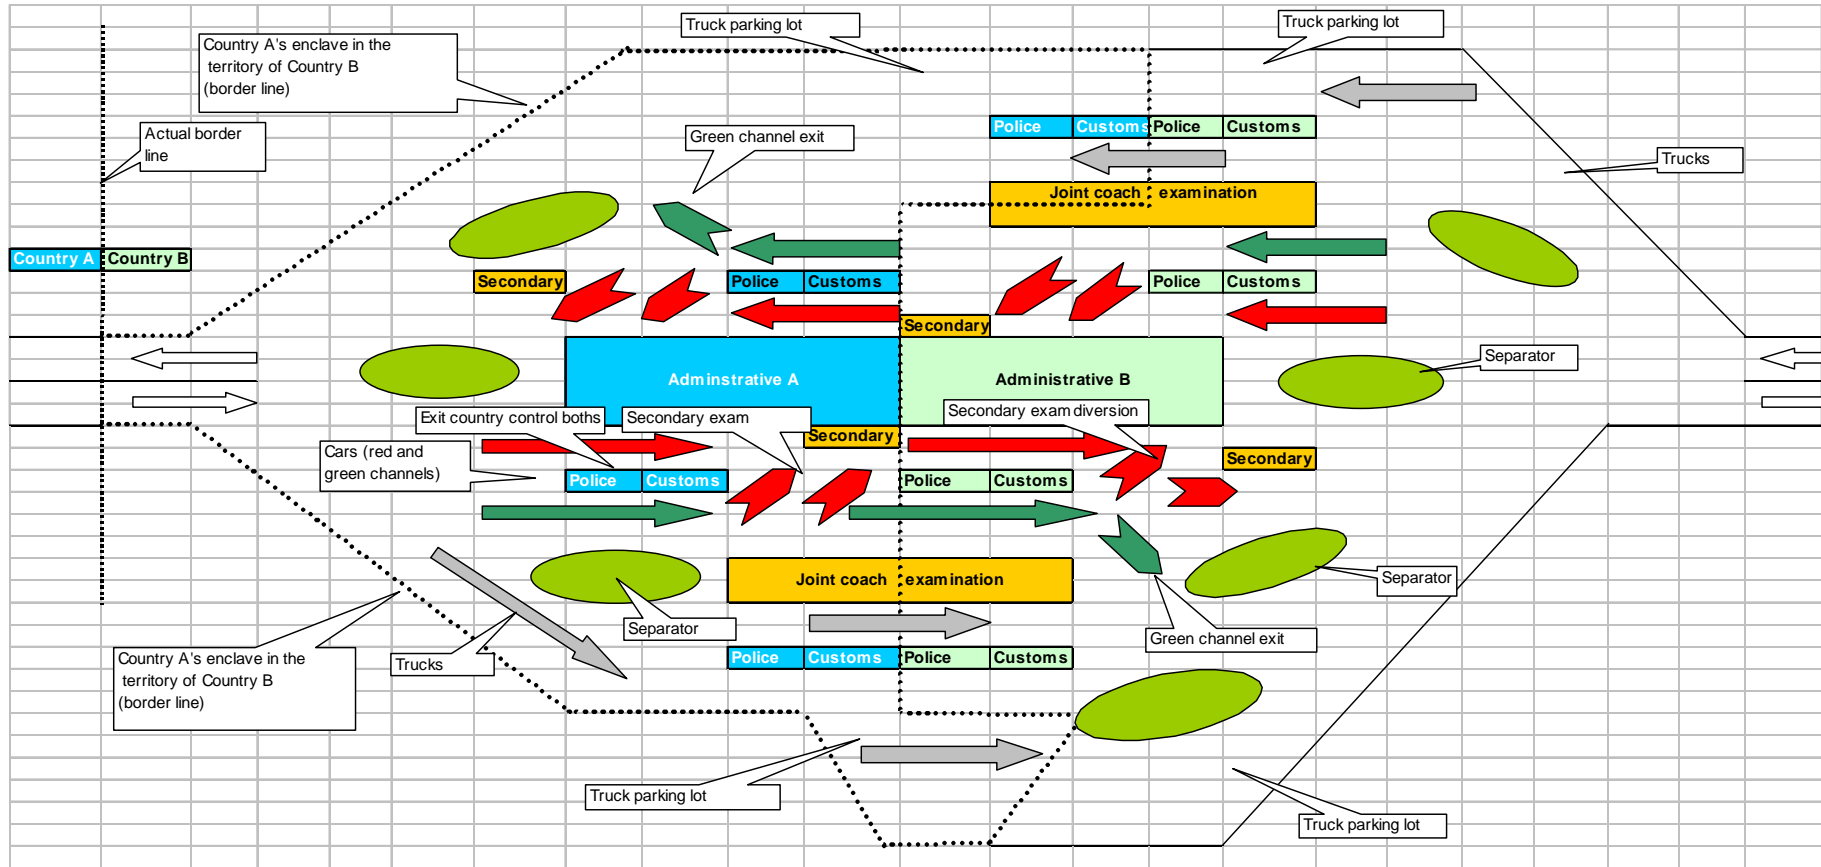 Truck parking lot
Truck parking lot
Country A's enclave in the
territory of Country B
(border line)
Actual border
line
Green channel exit
Police
Customs
Police
Customs
Trucks
Joint coach examination
Country A
Country B
Secondary
Police
Customs
Police
Customs
Secondary
Adminstrative A
Administrative B
Separator
Exit country control boths
Secondary exam
Secondary exam diversion
Secondary
Cars (red and
green channels)
Secondary
Police
Customs
Police
Customs
Joint coach examination
Separator
Separator
Green channel exit
Country A's enclave in the
territory of Country B
(border line)
Trucks
Police
Customs
Police
Customs
Truck parking lot
Truck parking lot